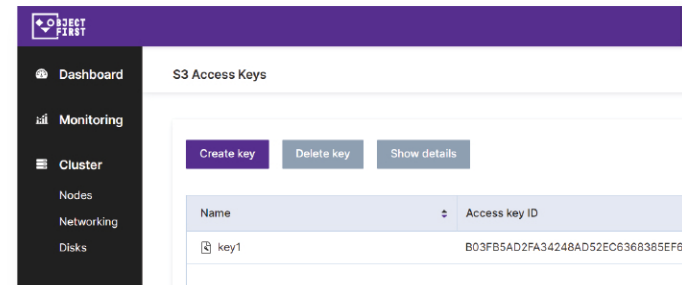 OBJECT
FIRST
Dashboard
S3 Access Keys
Monitoring
Create key
Delete key
Show details
Cluster
Nodes
Networking
Disks
Name
Access key ID
key1
B03FB5AD2FA34248AD52EC6368385EF6